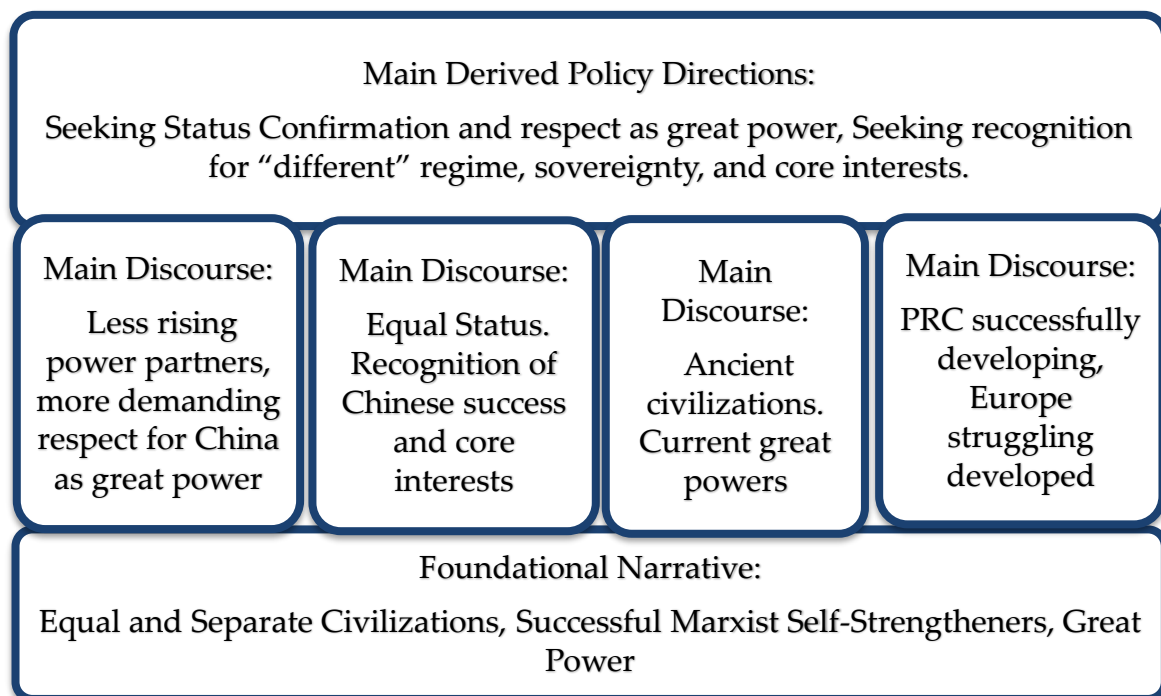 Main Derived Policy Directions:
Seeking Status Confirmation and respect as great power, Seeking recognition
for “different” regime, sovereignty, and core interests.
Main Discourse:
Less rising
power partners,
more demanding
respect for China
as great power
Main Discourse:
Equal Status.
Recognition of
Chinese success
and core
interests
Main
Discourse:
Ancient
civilizations.
Current great
powers
Main Discourse:
PRC successfully
developing,
Europe
struggling
developed
Foundational Narrative:
Equal and Separate Civilizations, Successful Marxist Self-Strengtheners, Great
Power